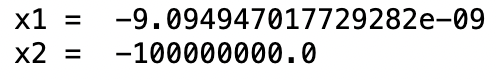 x1 =  -9.094947017729282e-09
x2 =  -100000000.0